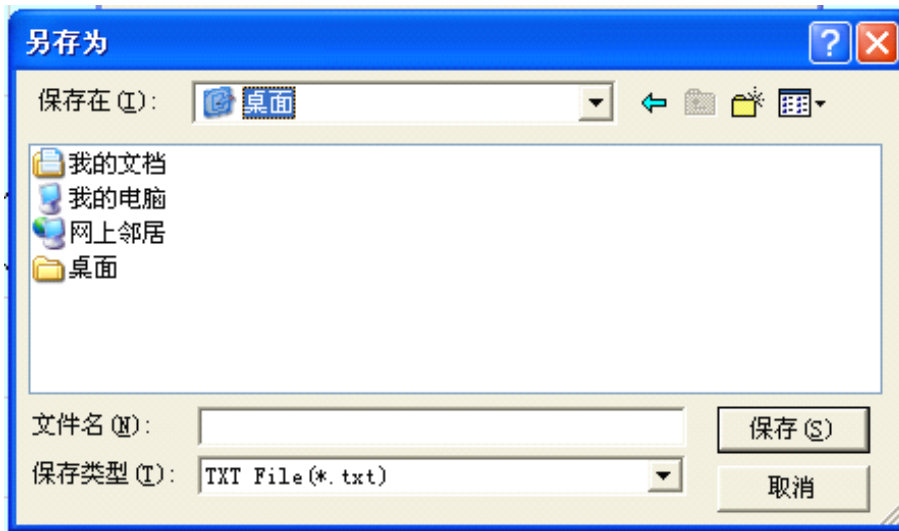 另存为
保存在(I): 桌面
我的文档
我的电脑
网上邻居
桌面
文件名(N): 保存(S)
保存类型(T): TXT File(*.txt) 取消